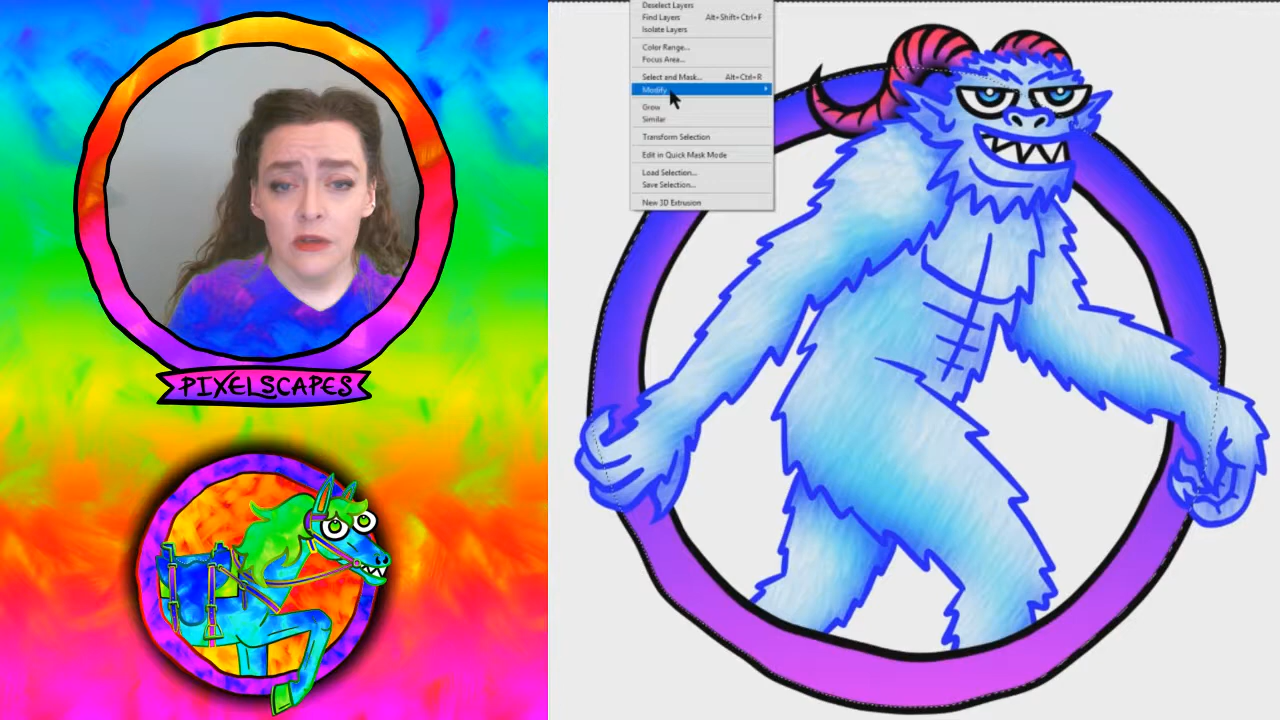 PIXELSCAPES
Deselect Layers
Find Layers Alt+Shift+Ctrl+F
Isolate Layers
Color Range...
Focus Area...
Select and Mask... Alt+Ctrl+R
Modify
Grow
Similar
Transform Selection
Edit in Quick Mask Mode
Load Selection...
Save Selection...
New 3D Extrusion